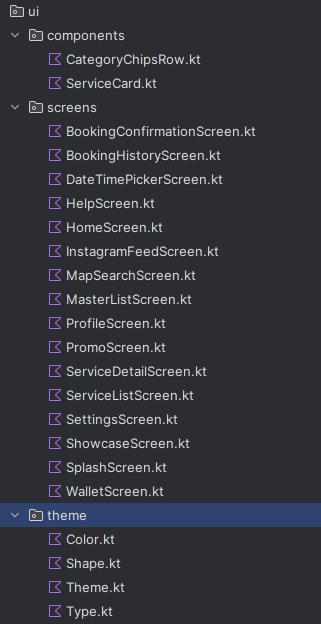 ui
components
CategoryChipsRow.kt
ServiceCard.kt
screens
BookingConfirmationScreen.kt
BookingHistoryScreen.kt
DateTimePickerScreen.kt
HelpScreen.kt
HomeScreen.kt
InstagramFeedScreen.kt
MapSearchScreen.kt
MasterListScreen.kt
ProfileScreen.kt
PromoScreen.kt
ServiceDetailScreen.kt
ServiceListScreen.kt
SettingsScreen.kt
ShowcaseScreen.kt
SplashScreen.kt
WalletScreen.kt
theme
Color.kt
Shape.kt
Theme.kt
Type.kt